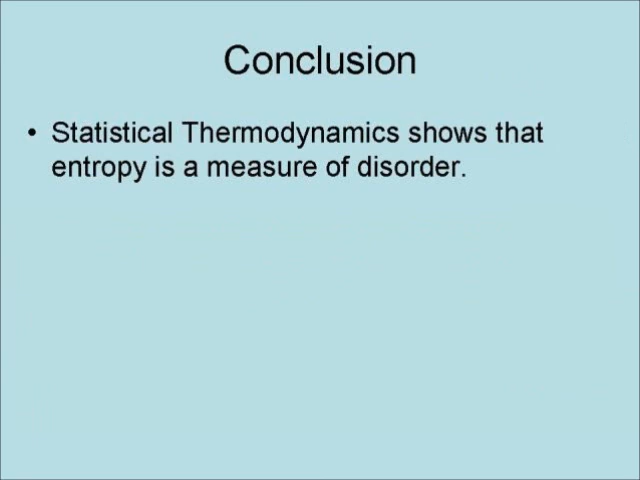 Conclusion
• Statistical Thermodynamics shows that
entropy is a measure of disorder.